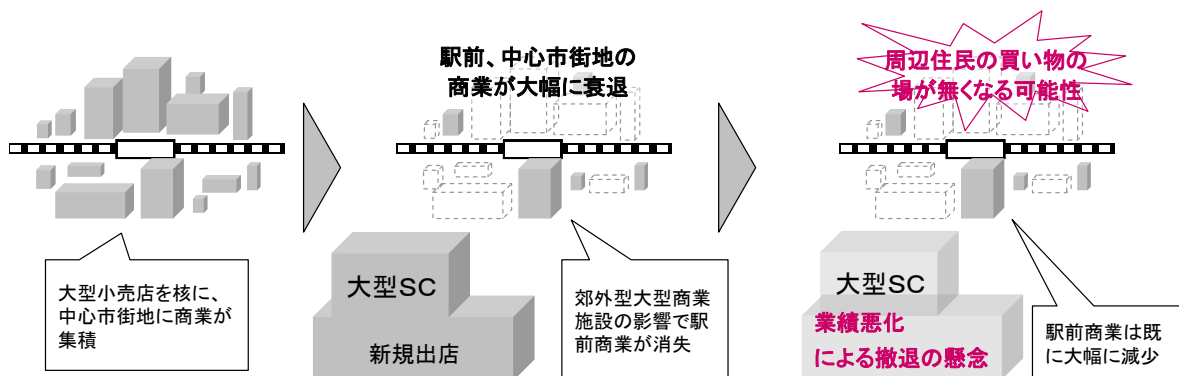 大型小売店を核に、
中心市街地に商業が
集積
駅前、中心市街地の
商業が大幅に衰退
大型SC
新規出店
郊外型大型商業
施設の影響で駅
前商業が消失
周辺住民の買い物の
場が無くなる可能性
大型SC
業績悪化
による撤退の懸念
駅前商業は既
に大幅に減少